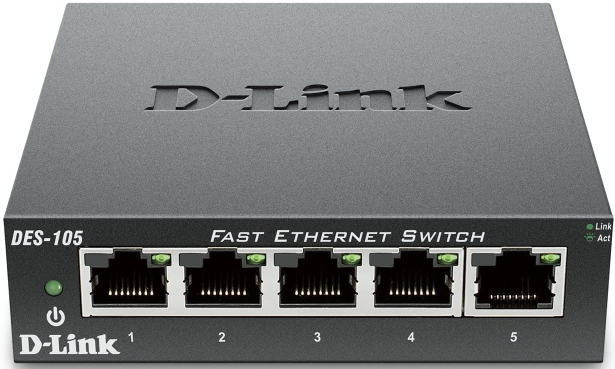 D-Link
DES-105
FAST ETHERNET SWITCH
Link
Act
D-Link
1 2 3 4 5